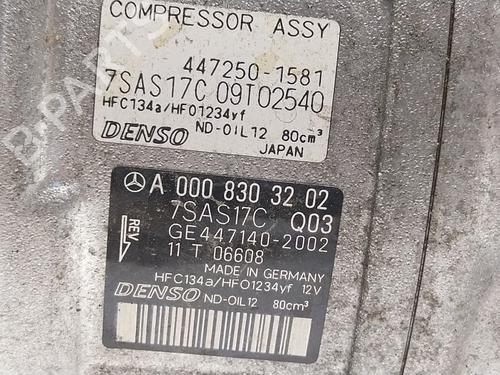 COMPRESSOR ASSY
447250-1581
7SAS17C 09T02540
HFC134a/HFO1234yf
DENSO ND-OIL12 80cm³
JAPAN
A 000 830 32 02
7SAS17C Q03
REV.
GE447140-2002
11 T 06608
MADE IN GERMANY
HFC134a/HFO1234yf 12V
DENSO ND-OIL12 80cm³
B-PARTS